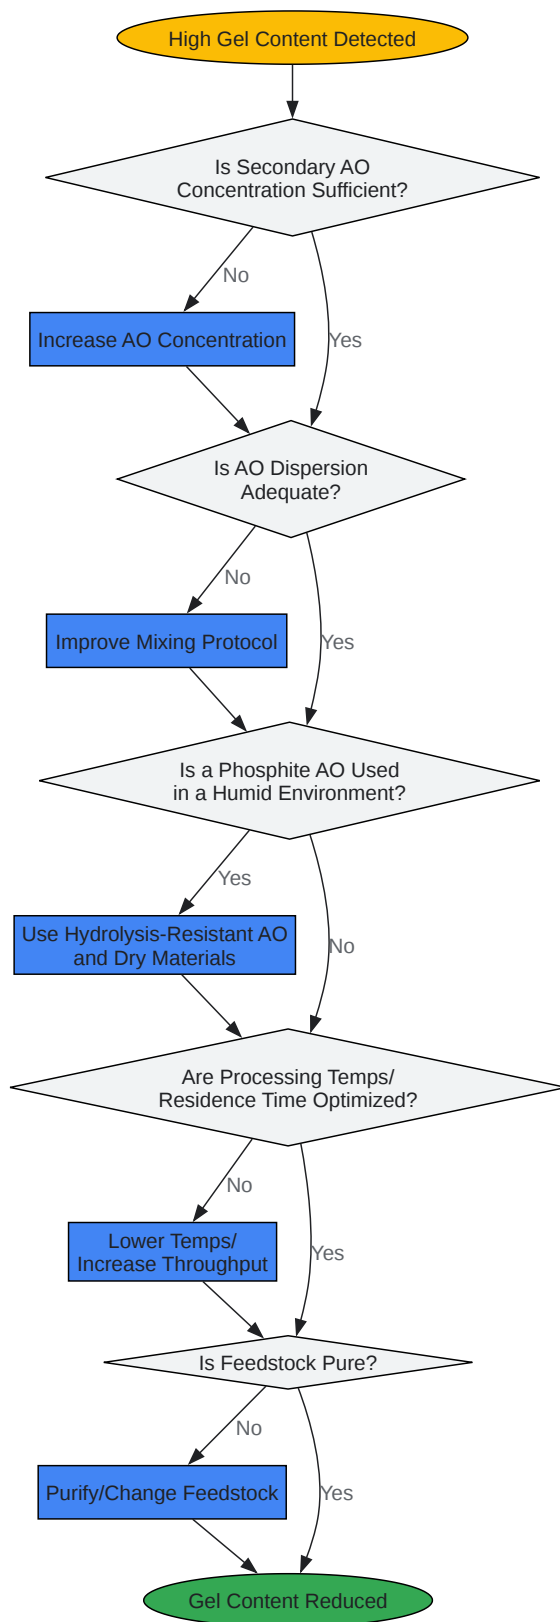 High Gel Content Detected
Is Secondary AO
Concentration Sufficient?
No
Increase AO Concentration
Yes
Is AO Dispersion
Adequate?
No
Improve Mixing Protocol
Yes
Is a Phosphite AO Used
in a Humid Environment?
Yes
Use Hydrolysis-Resistant AO
and Dry Materials
No
Are Processing Temps/
Residence Time Optimized?
No
Lower Temps/
Increase Throughput
Yes
Is Feedstock Pure?
No
Purify/Change Feedstock
Yes
Gel Content Reduced